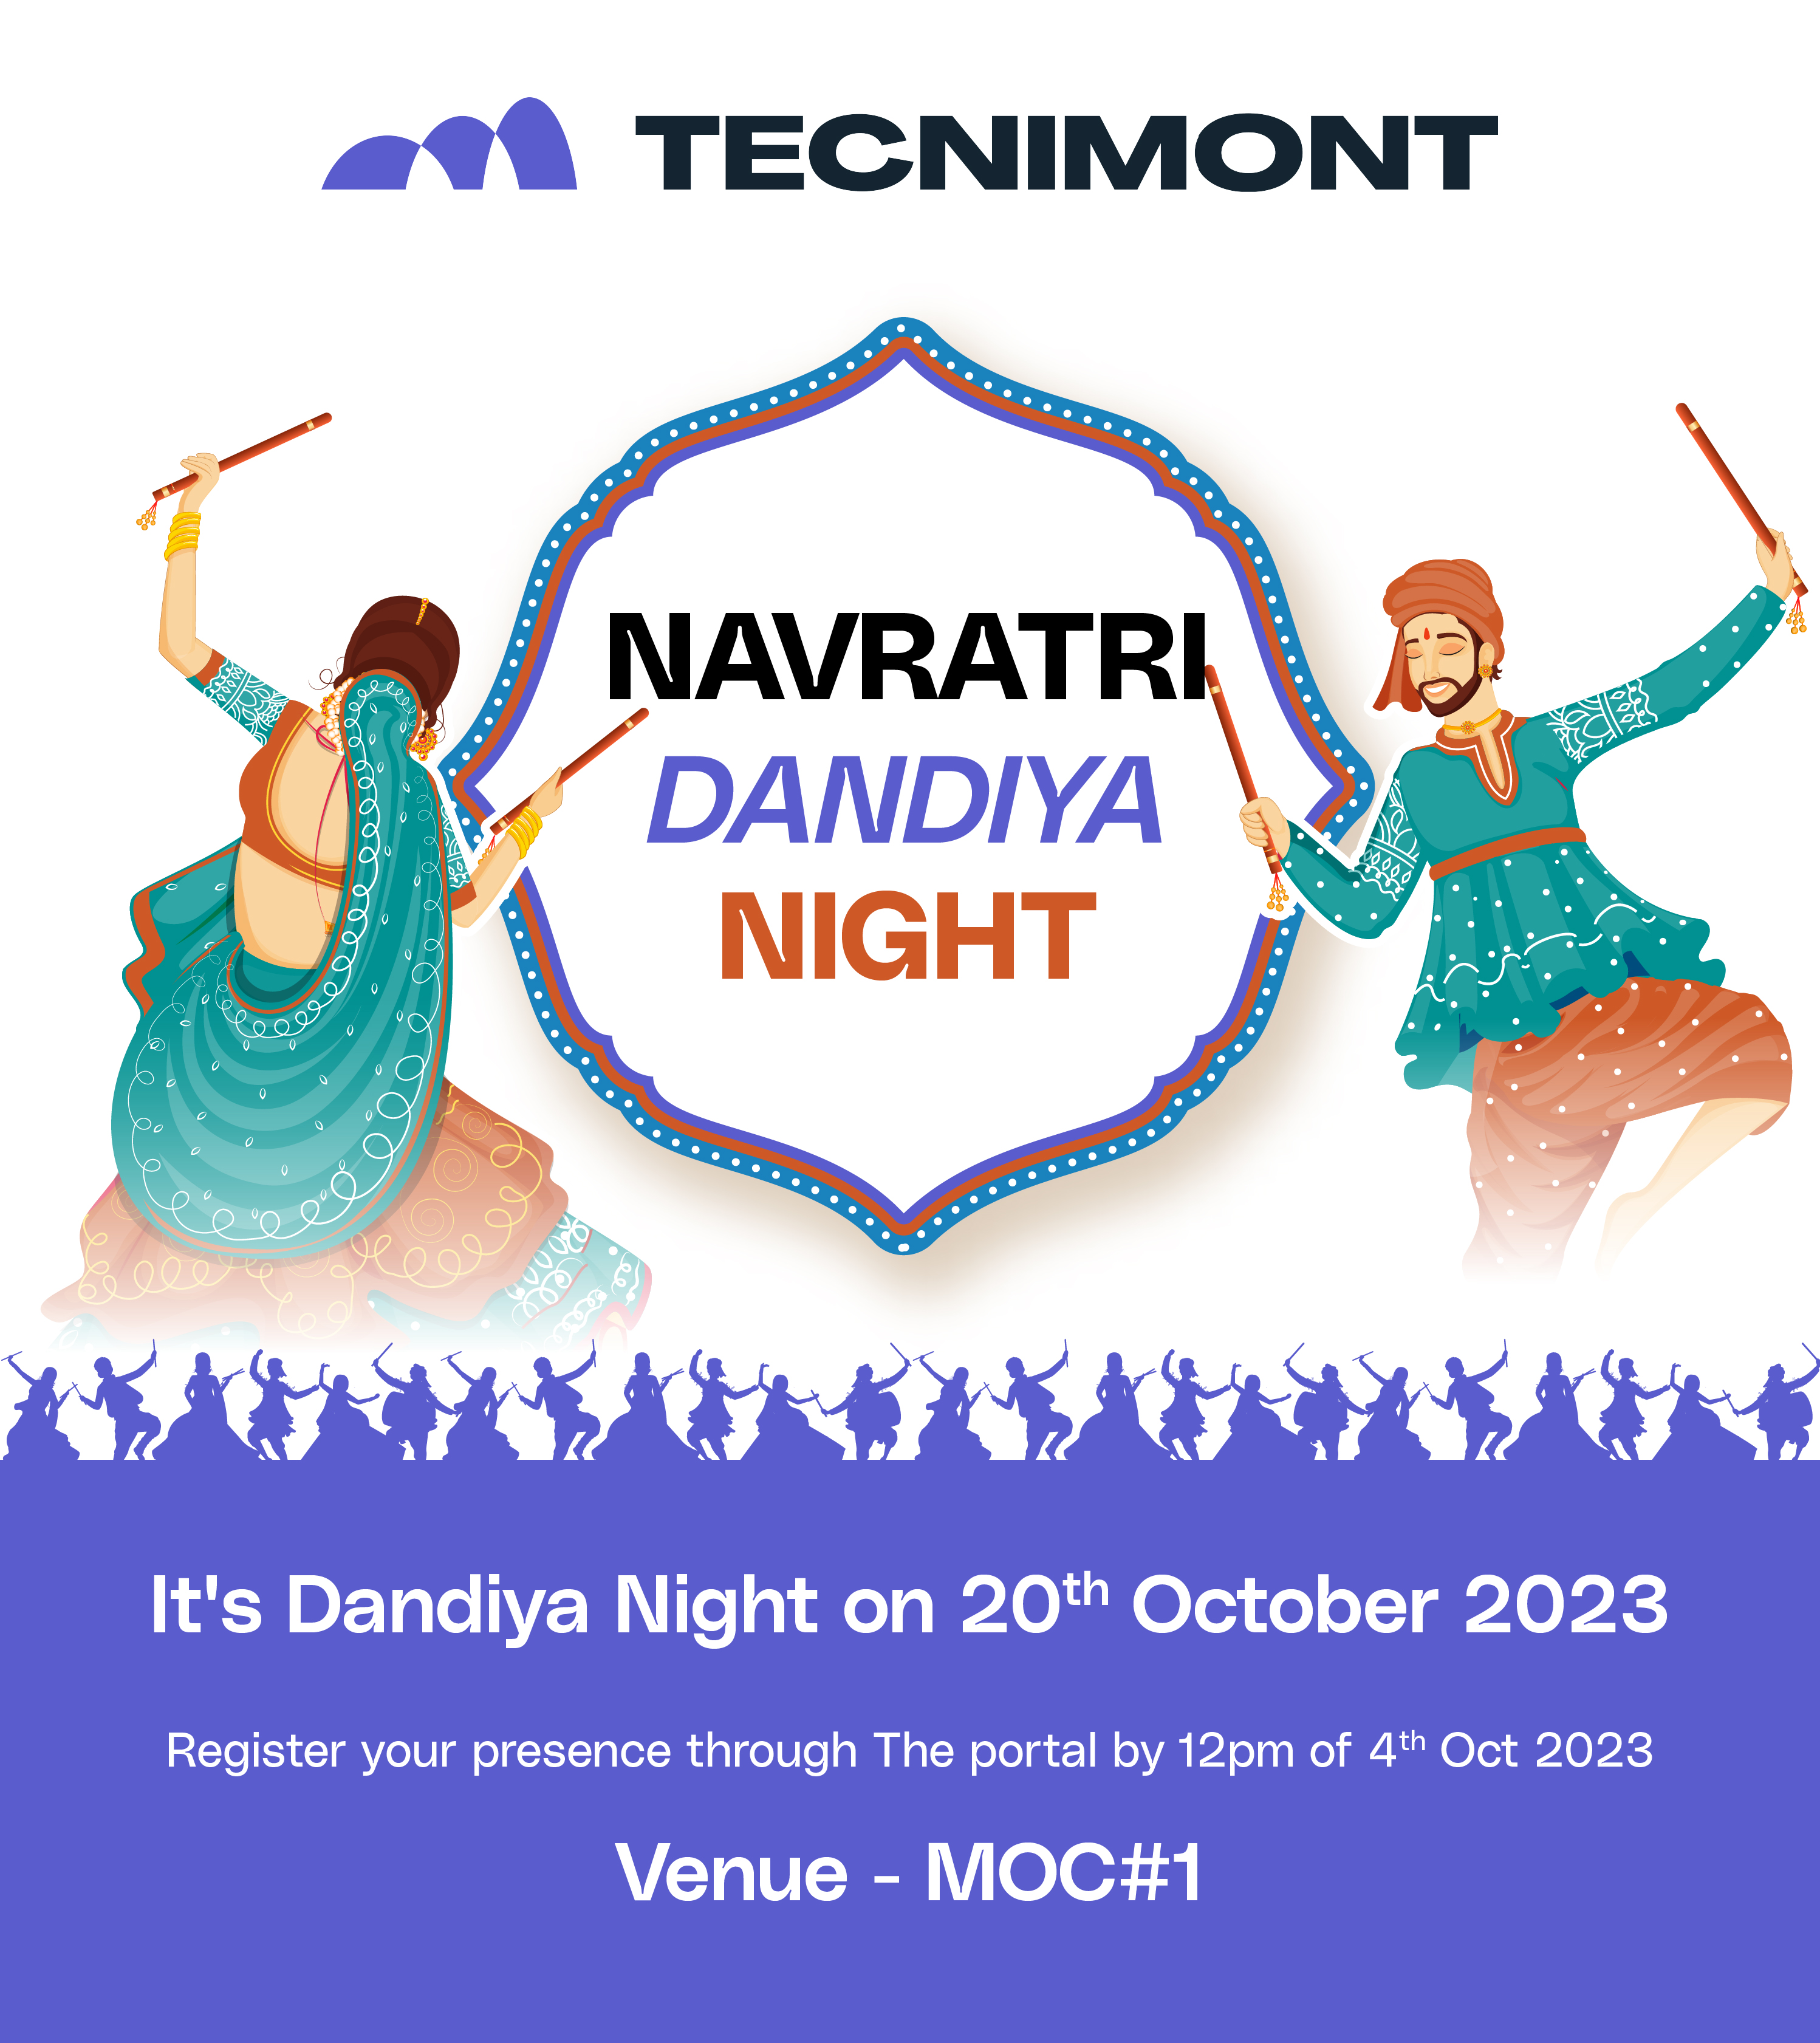 TECNIMONT
NAVRATRI
DANDIYA
NIGHT
It's Dandiya Night on 20th October 2023
Register your presence through The portal by 12pm of 4th Oct 2023
Venue - MOC#1